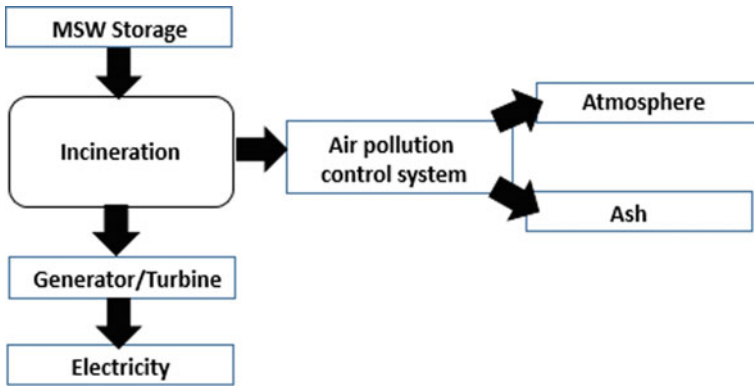 MSW Storage
Incineration
Air pollution
control system
Atmosphere
Ash
Generator/Turbine
Electricity